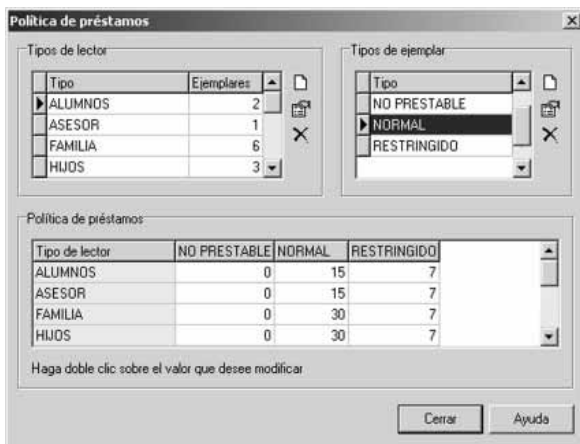 Política de préstamos
Tipos de lector
Tipo Ejemplares
ALUMNOS 2
ASESOR 1
FAMILIA 6
HIJOS 3
Tipos de ejemplar
Tipo
NO PRESTABLE
NORMAL
RESTRINGIDO
Política de préstamos
Tipo de lector NO PRESTABLE NORMAL RESTRINGIDO
ALUMNOS 0 15 7
ASESOR 0 15 7
FAMILIA 0 30 7
HIJOS 0 30 7
Haga doble clic sobre el valor que desee modificar
Cerrar Ayuda